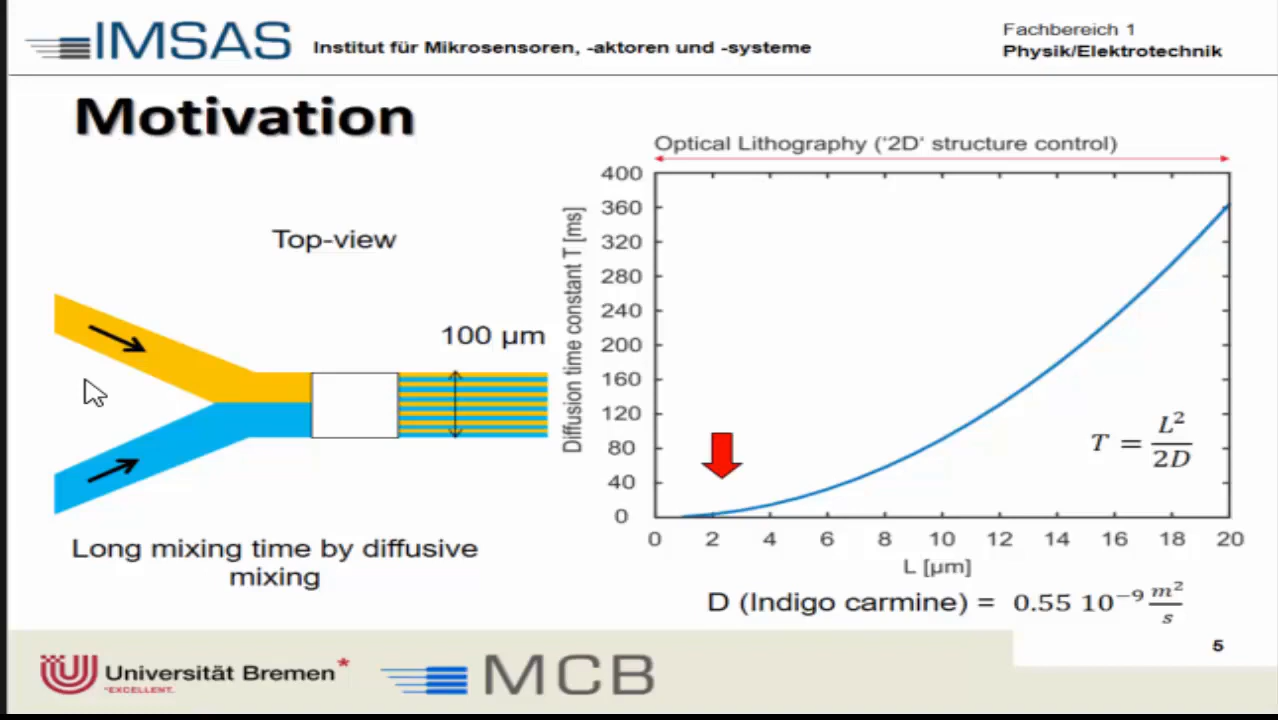 IMSAS
Institut für Mikrosensoren, -aktoren und -systeme
Fachbereich 1
Physik/Elektrotechnik
Motivation
Top-view
100 µm
Long mixing time by diffusive
mixing
Optical Lithography ('2D' structure control)
Diffusion time constant T [ms]
400
360
320
280
240
200
160
120
80
40
0
0 2 4 6 8 10 12 14 16 18 20
L [µm]
T = L²/2D
D (Indigo carmine) = 0.55 10⁻⁹ m²/s
5
Universität Bremen*
*EXCELLENT.
MCB